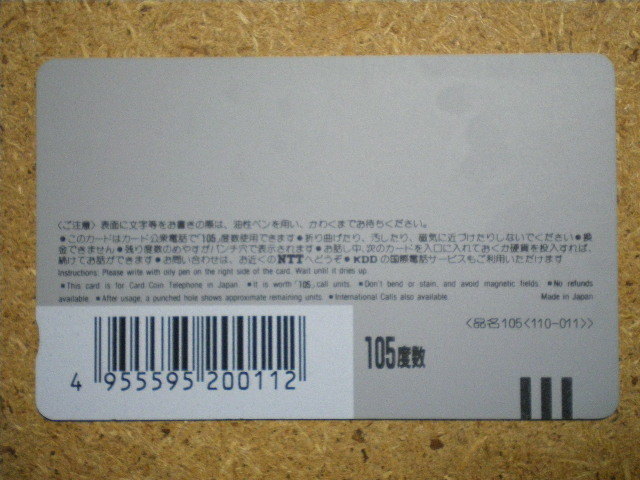 〈ご注意〉表面に文字等をお書きの際は、油性ペンを用い、かわくまでお待ちください。
●このカードはカード公衆電話で「105」度数使用できます●折り曲げたり、汚したり、磁気に近づけたりしないでください●換
金できません●残り度数のめやすがパンチ穴で表示されます●お話し中、次のカードを入口に入れておくか硬貨を投入すれば、
続けてお話ができます●お問い合わせは、お近くのNTTへどうぞ●KDDの国際電話サービスもご利用いただけます
Instructions: Please write with oily pen on the right side of the card. Wait until it dries up.
■This card is for Card Coin Telephone in Japan ■It is worth「105」call units. ■Don't bend or stain, and avoid magnetic fields ■No refunds
available. ■After usage, a punched hole shows approximate remaining units. ■International Calls also available. Made in Japan
〈品名105〈110-011〉〉
105度数
4 955595 200112